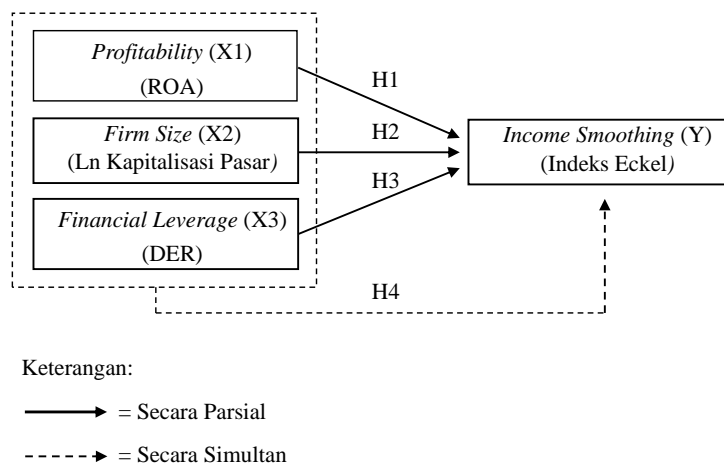 Profitability (X1)
(ROA)
H1
Firm Size (X2)
(Ln Kapitalisasi Pasar)
H2
Income Smoothing (Y)
(Indeks Eckel)
H3
Financial Leverage (X3)
(DER)
H4
Keterangan:
= Secara Parsial
= Secara Simultan